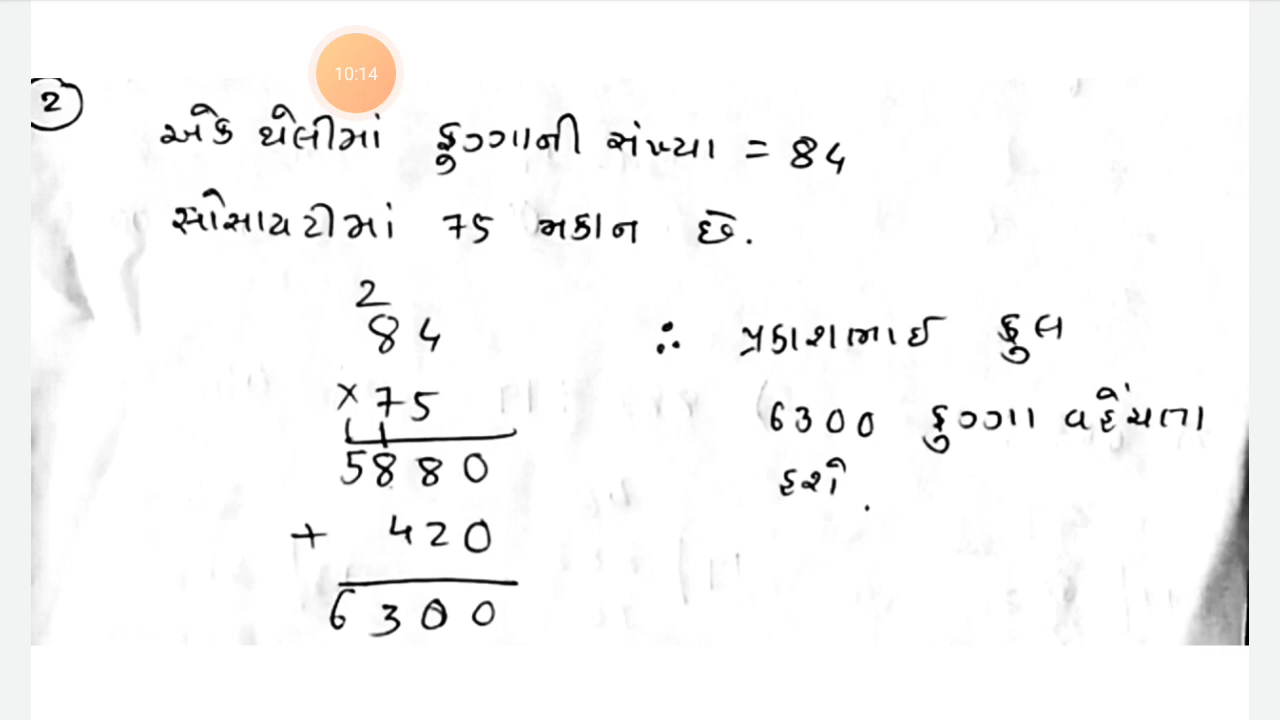 10:14
2
એક થેલીમાં ફુગ્ગાની સંખ્યા = 84
સોસાયટીમાં 75 મકાન છે.
2
84
× 75
5880
+ 420
6300
∴ પ્રકાશભાઈ કુલ
6300 ફુગ્ગા વહેંચતા
હશે.